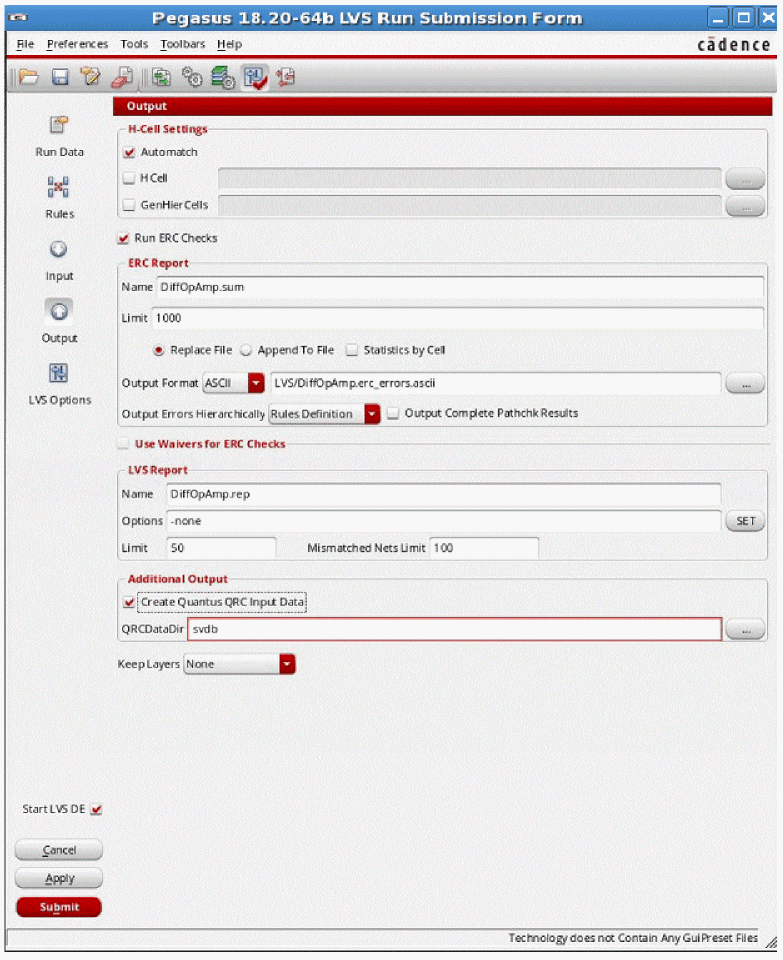 Pegasus 18.20-64b LVS Run Submission Form
File Preferences Tools Toolbars Help
cādence
Output
H-Cell Settings
Run Data
Automatch
HCell
...
Rules
GenHierCells
...
Run ERC Checks
Input
ERC Report
Name DiffOpAmp.sum
Limit 1000
Output
Replace File Append To File Statistics by Cell
Output Format ASCII LVS/DiffOpAmp.erc_errors.ascii
...
LVS Options
Output Errors Hierarchically Rules Definition Output Complete Pathchk Results
Use Waivers for ERC Checks
LVS Report
Name DiffOpAmp.rep
Options -none SET
Limit 50 Mismatched Nets Limit 100
Additional Output
Create Quantus QRC Input Data
QRCDataDir svdb
...
Keep Layers None
Start LVS DE
Cancel
Apply
Submit
Technology does not Contain Any GuiPreset Files